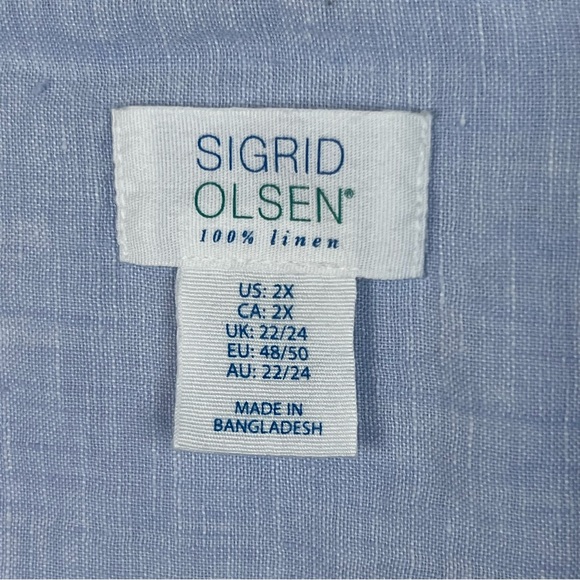 SIGRID
OLSEN®
100% linen
US: 2X
CA: 2X
UK: 22/24
EU: 48/50
AU: 22/24
MADE IN
BANGLADESH